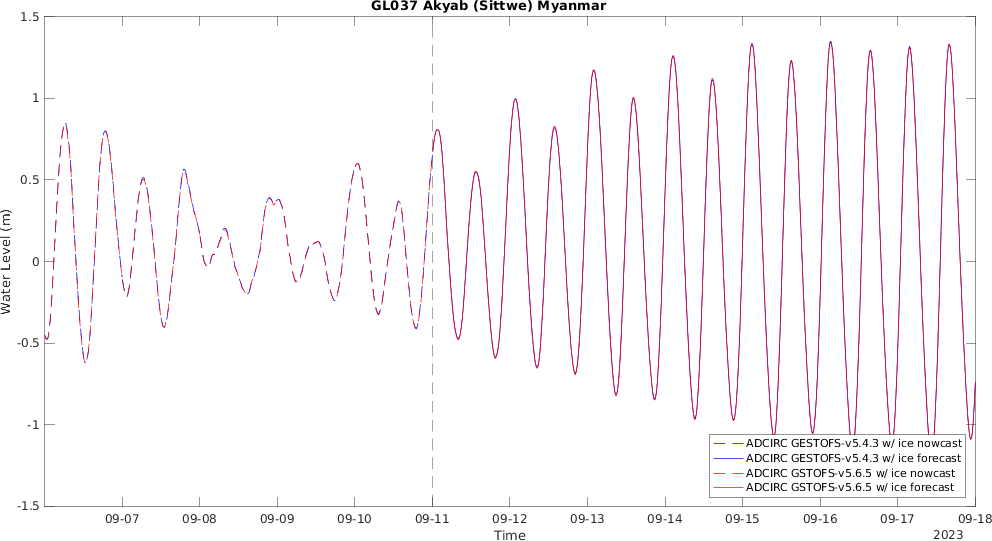 GL037 Akyab (Sittwe) Myanmar
1.5
1
0.5
0
-0.5
-1
-1.5
Water Level (m)
ADCIRC GESTOFS-v5.4.3 w/ ice nowcast
ADCIRC GESTOFS-v5.4.3 w/ ice forecast
ADCIRC GSTOFS-v5.6.5 w/ ice nowcast
ADCIRC GSTOFS-v5.6.5 w/ ice forecast
09-07 09-08 09-09 09-10 09-11 09-12 09-13 09-14 09-15 09-16 09-17 09-18
Time
2023